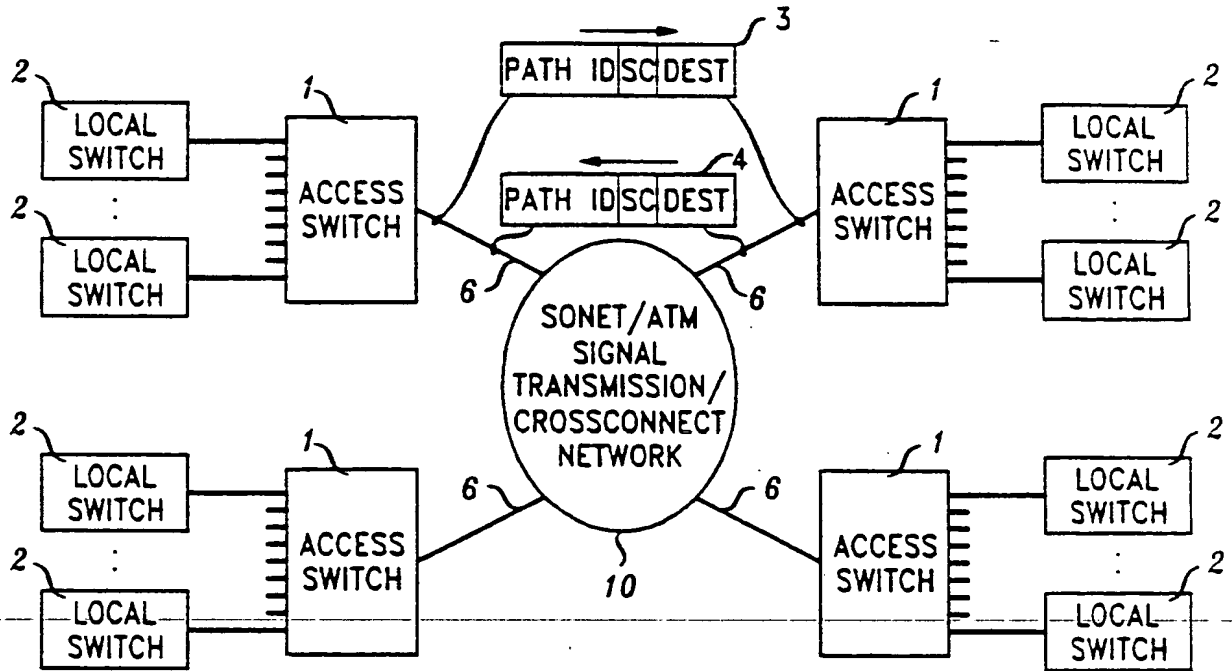 3
PATH ID SC DEST
2
LOCAL
SWITCH
1
ACCESS
SWITCH
2
LOCAL
SWITCH
4
PATH ID SC DEST
1
ACCESS
SWITCH
2
LOCAL
SWITCH
2
LOCAL
SWITCH
6
6
SONET/ATM
SIGNAL
TRANSMISSION/
CROSSCONNECT
NETWORK
10
2
LOCAL
SWITCH
1
ACCESS
SWITCH
2
LOCAL
SWITCH
6
6
1
ACCESS
SWITCH
2
LOCAL
SWITCH
2
LOCAL
SWITCH